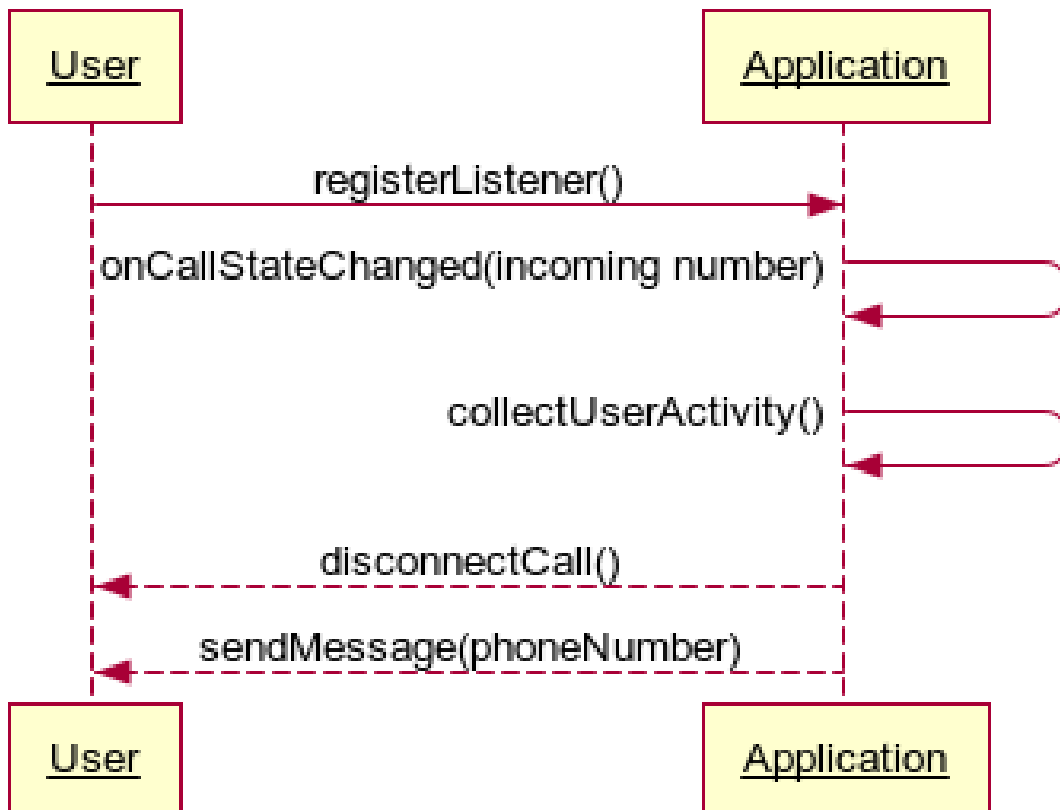 User
Application
registerListener()
onCallStateChanged(incoming number)
collectUserActivity()
disconnectCall()
sendMessage(phoneNumber)
User
Application